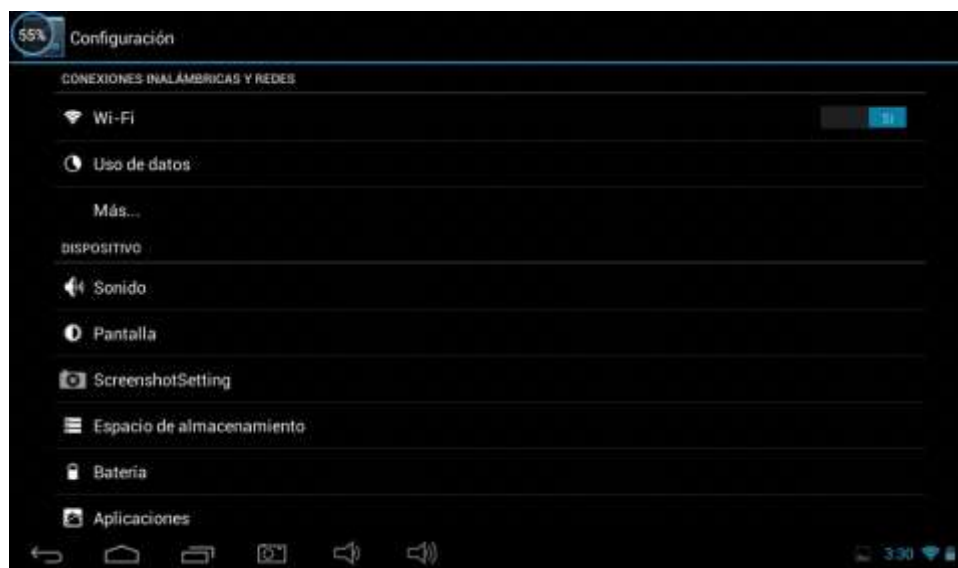 55%
Configuración
CONEXIONES INALÁMBRICAS Y REDES
Wi-Fi
Uso de datos
Más...
DISPOSITIVO
Sonido
Pantalla
ScreenshotSetting
Espacio de almacenamiento
Batería
Aplicaciones
3:30